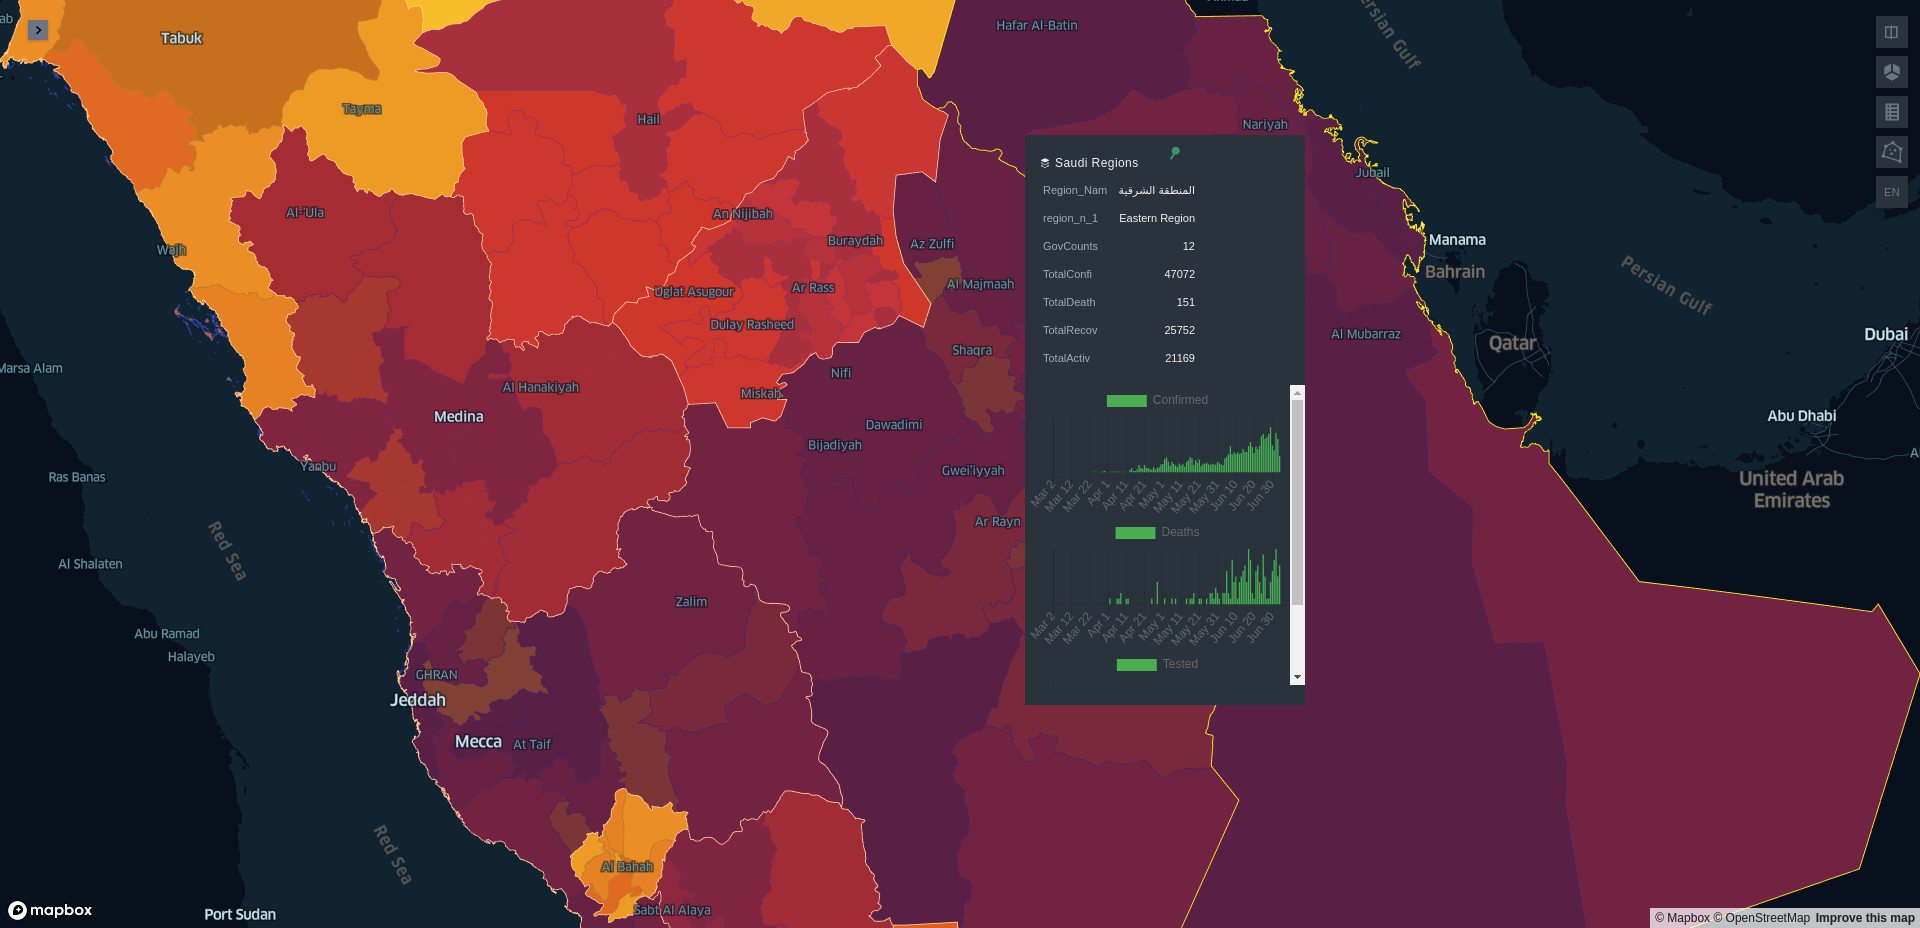 Tabuk
Tayma
Hail
Hafar Al-Batin
Persian Gulf
Nariyah
Jubail
Al-'Ula
An Nijibah
Buraydah
Az Zulfi
Wajh
Uglat Asugour
Ar Rass
Al Majmaah
Dulay Rasheed
Shaqra
Marsa Alam
Al Hanakiyah
Miskah
Nifi
Medina
Dawadimi
Bijadiyah
Yanbu
Ras Banas
Gwei'iyyah
Red Sea
Ar Rayn
Al Shalaten
Zalim
Abu Ramad
Halayeb
GHRAN
Jeddah
Mecca
At Taif
Red Sea
Al Bahah
Sabt Al Alaya
Port Sudan
mapbox
Saudi Regions
Region_Nam المنطقة الشرقية
region_n_1 Eastern Region
GovCounts 12
TotalConfi 47072
TotalDeath 151
TotalRecov 25752
TotalActiv 21169
Confirmed
Mar 2 Mar 12 Mar 22 Apr 1 Apr 11 Apr 21 May 1 May 11 May 21 May 31 Jun 10 Jun 20 Jun 30
Deaths
Mar 2 Mar 12 Mar 22 Apr 1 Apr 11 Apr 21 May 1 May 11 May 21 May 31 Jun 10 Jun 20 Jun 30
Tested
EN
Manama
Bahrain
Persian Gulf
Al Mubarraz
Qatar
Dubai
Abu Dhabi
United Arab
Emirates
© Mapbox © OpenStreetMap Improve this map